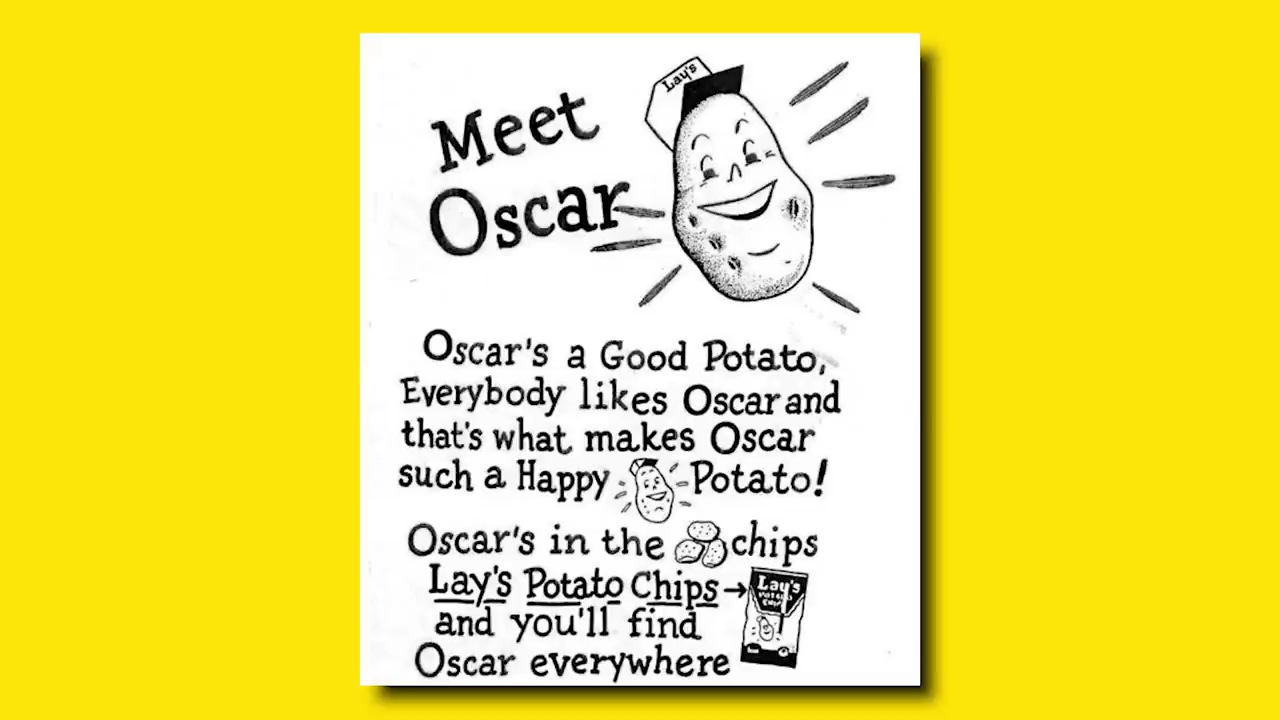 Lay's
Meet
Oscar
Oscar's a Good Potato,
Everybody likes Oscar and
that's what makes Oscar
such a Happy Potato!
Oscar's in the chips
Lay's Potato Chips→
and you'll find
Oscar everywhere
Lay's